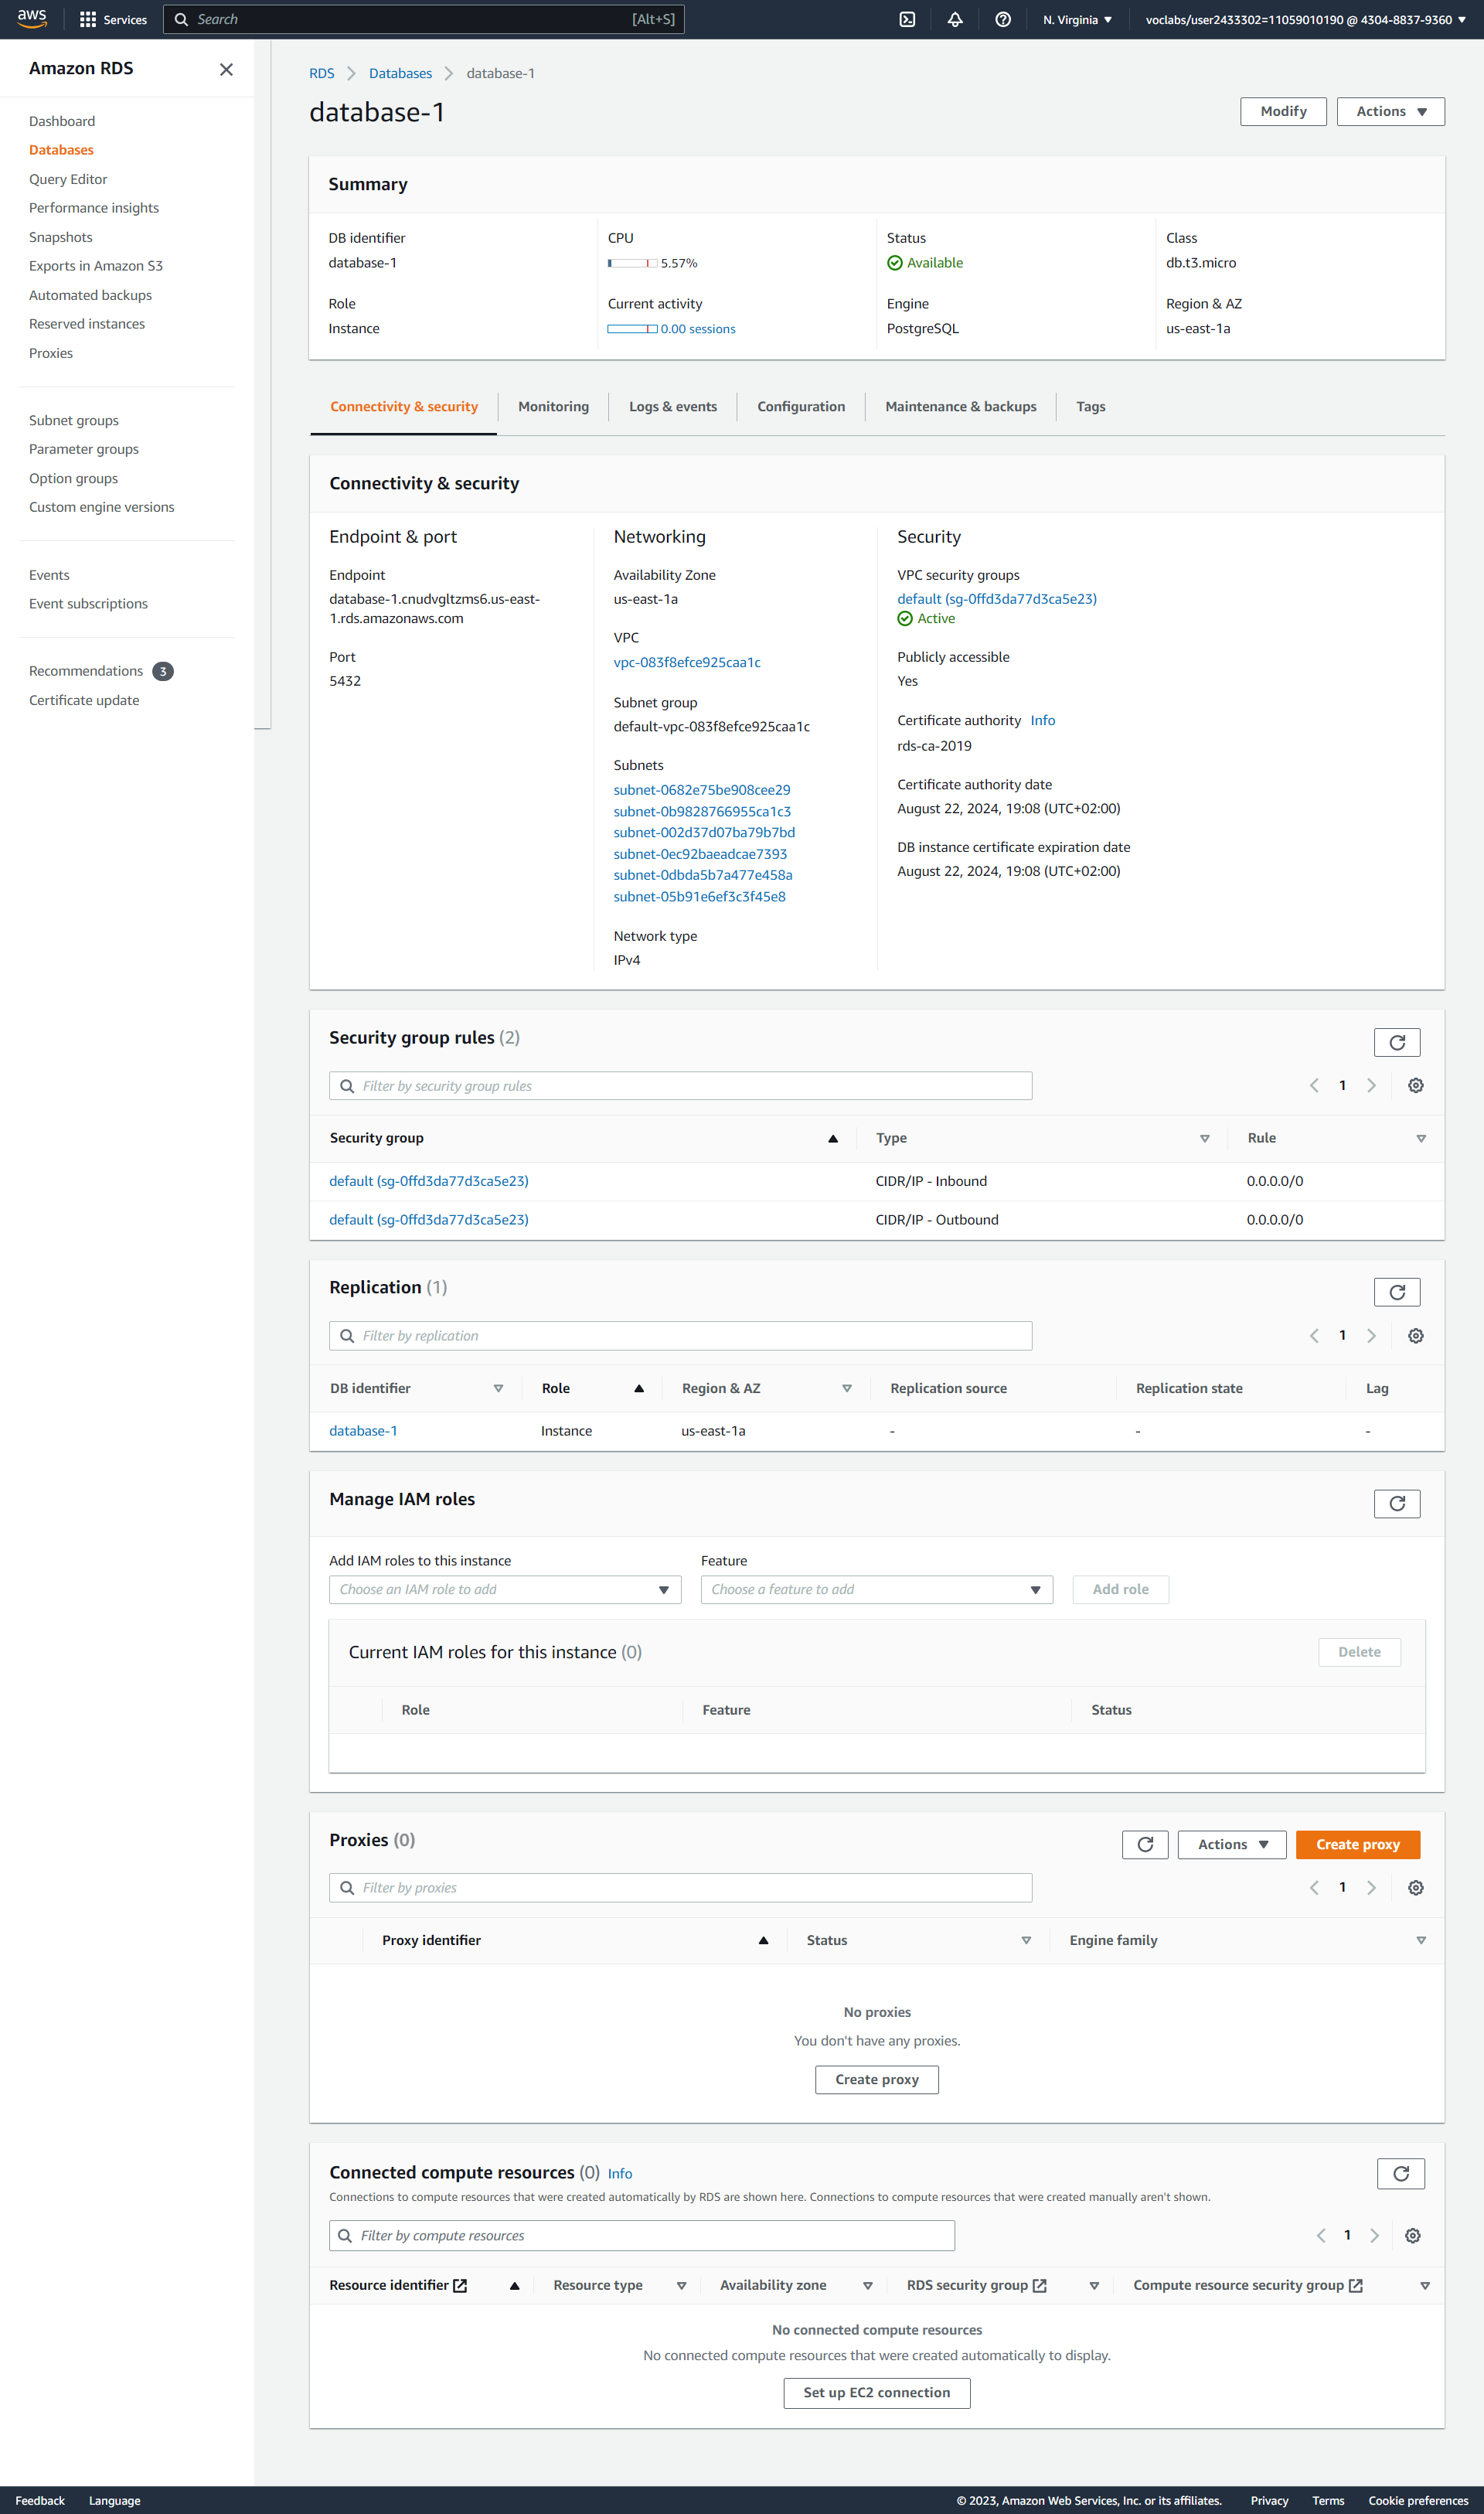 aws
Services
Search [Alt+S]
N. Virginia
voclabs/user2433302=11059010190 @ 4304-8837-9360
Amazon RDS
Dashboard
Databases
Query Editor
Performance insights
Snapshots
Exports in Amazon S3
Automated backups
Reserved instances
Proxies
Subnet groups
Parameter groups
Option groups
Custom engine versions
Events
Event subscriptions
Recommendations 3
Certificate update
RDS Databases database-1
database-1
Modify
Actions
Summary
DB identifier
database-1
CPU
5.57%
Status
Available
Class
db.t3.micro
Role
Instance
Current activity
0.00 sessions
Engine
PostgreSQL
Region & AZ
us-east-1a
Connectivity & security Monitoring Logs & events Configuration Maintenance & backups Tags
Connectivity & security
Endpoint & port
Endpoint
database-1.cnudvgltzms6.us-east-
1.rds.amazonaws.com
Port
5432
Networking
Availability Zone
us-east-1a
VPC
vpc-083f8efce925caa1c
Subnet group
default-vpc-083f8efce925caa1c
Subnets
subnet-0682e75be908cee29
subnet-0b9828766955ca1c3
subnet-002d37d07ba79b7bd
subnet-0ec92baeadcae7393
subnet-0dbda5b7a477e458a
subnet-05b91e6ef3c3f45e8
Network type
IPv4
Security
VPC security groups
default (sg-0ffd3da77d3ca5e23)
Active
Publicly accessible
Yes
Certificate authority Info
rds-ca-2019
Certificate authority date
August 22, 2024, 19:08 (UTC+02:00)
DB instance certificate expiration date
August 22, 2024, 19:08 (UTC+02:00)
Security group rules (2)
Filter by security group rules
1
Security group Type Rule
default (sg-0ffd3da77d3ca5e23) CIDR/IP - Inbound 0.0.0.0/0
default (sg-0ffd3da77d3ca5e23) CIDR/IP - Outbound 0.0.0.0/0
Replication (1)
Filter by replication
1
DB identifier Role Region & AZ Replication source Replication state Lag
database-1 Instance us-east-1a - - -
Manage IAM roles
Add IAM roles to this instance
Choose an IAM role to add
Feature
Choose a feature to add
Add role
Current IAM roles for this instance (0)
Delete
Role Feature Status
Proxies (0)
Actions
Create proxy
Filter by proxies
1
Proxy identifier Status Engine family
No proxies
You don't have any proxies.
Create proxy
Connected compute resources (0) Info
Connections to compute resources that were created automatically by RDS are shown here. Connections to compute resources that were created manually aren't shown.
Filter by compute resources
1
Resource identifier Resource type Availability zone RDS security group Compute resource security group
No connected compute resources
No connected compute resources that were created automatically to display.
Set up EC2 connection
Feedback Language © 2023, Amazon Web Services, Inc. or its affiliates. Privacy Terms Cookie preferences